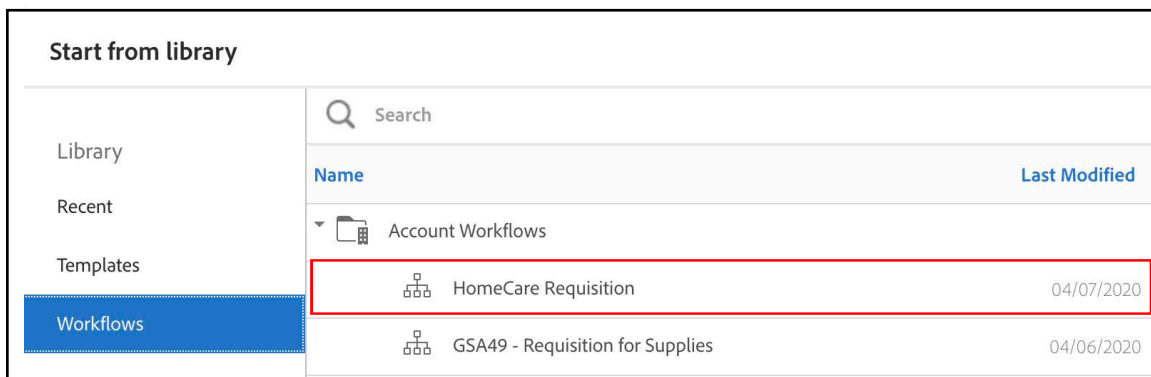 Start from library
Search
Library
Name Last Modified
Recent
Account Workflows
Templates
HomeCare Requisition 04/07/2020
Workflows
GSA49 - Requisition for Supplies 04/06/2020